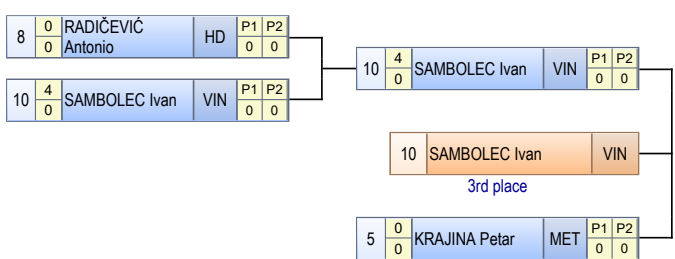 8 0 0 RADIČEVIĆ Antonio HD P1 P2 0 0
10 4 0 SAMBOLEC Ivan VIN P1 P2 0 0
10 4 0 SAMBOLEC Ivan VIN P1 P2 0 0
10 SAMBOLEC Ivan VIN
3rd place
5 0 0 KRAJINA Petar MET P1 P2 0 0